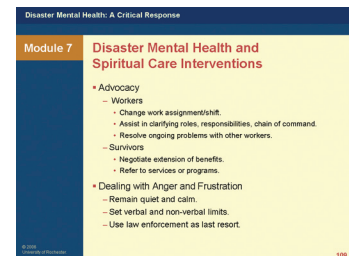 Disaster Mental Health: A Critical Response
Module 7
Disaster Mental Health and
Spiritual Care Interventions
▪ Advocacy
– Workers
• Change work assignment/shift.
• Assist in clarifying roles, responsibilities, chain of command.
• Resolve ongoing problems with other workers.
– Survivors
• Negotiate extension of benefits.
• Refer to services or programs.
▪ Dealing with Anger and Frustration
– Remain quiet and calm.
– Set verbal and non-verbal limits.
– Use law enforcement as last resort.
University of Rochester
109